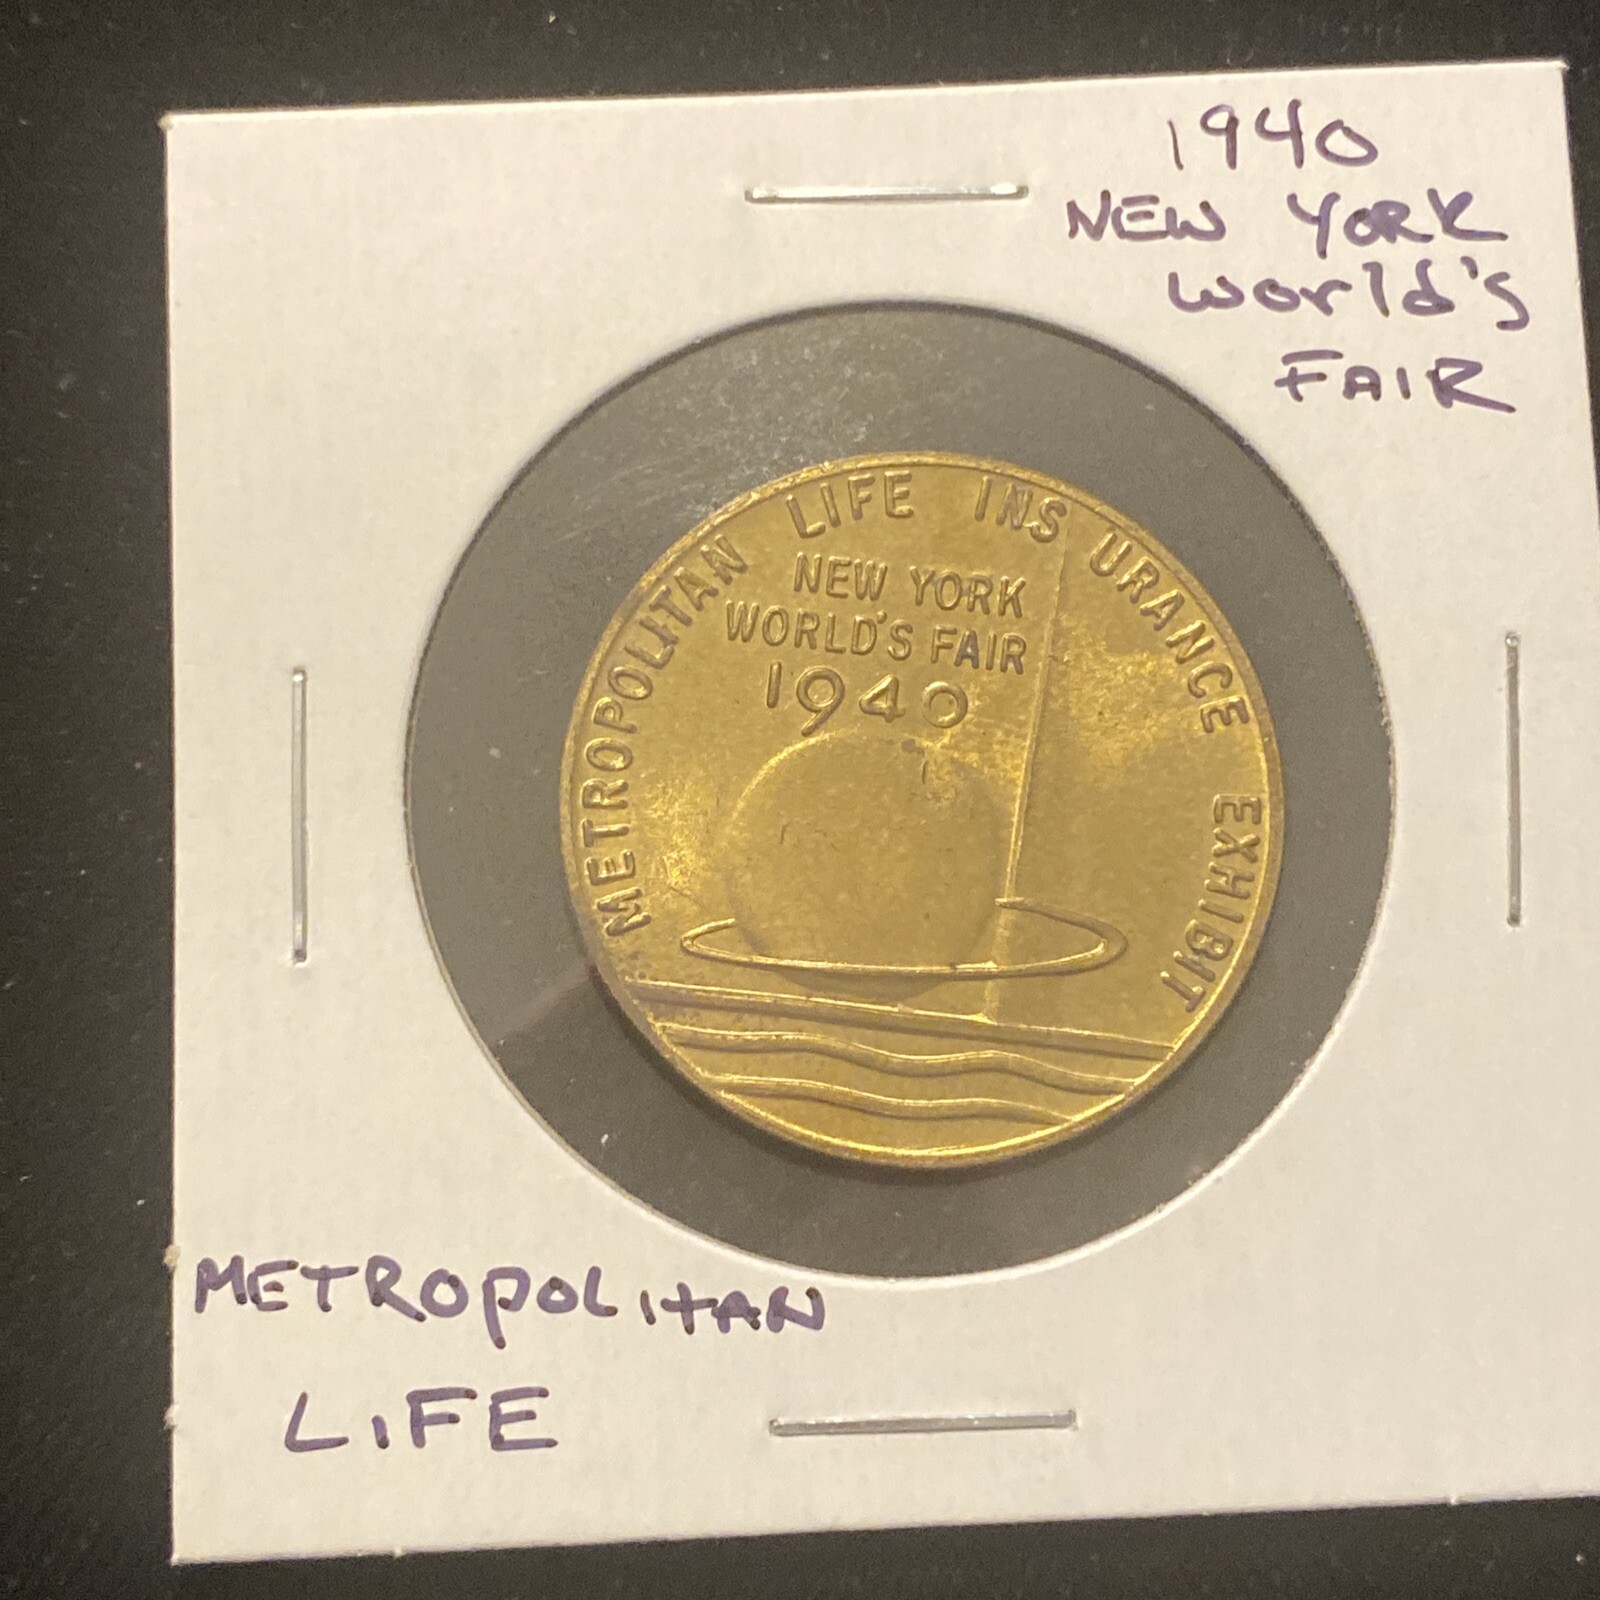 1940
NEW YORK
World's
FAIR
METROPOLITAN LIFE INSURANCE EXHIBIT
NEW YORK
WORLD'S FAIR
1940
METROPOLITAN
LIFE